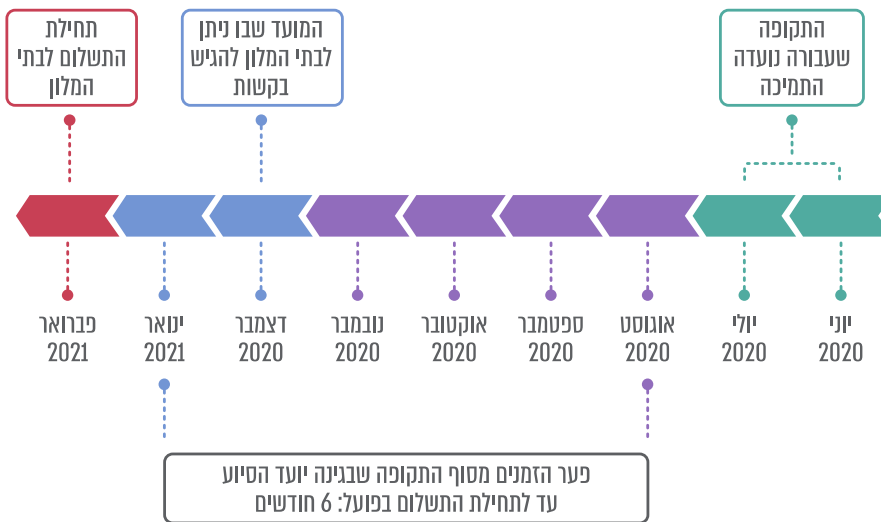 התקופה
שעבורה נועדה
התמיכה
המועד שבו ניתן
לבתי המלון להגיש
בקשות
תחילת
התשלום לבתי
המלון
יוני
2020
יולי
2020
אוגוסט
2020
ספטמבר
2020
אוקטובר
2020
נובמבר
2020
דצמבר
2020
ינואר
2021
פברואר
2021
פער הזמנים מסוף התקופה שבגינה יועד הסיוע
עד לתחילת התשלום בפועל: 6 חודשים